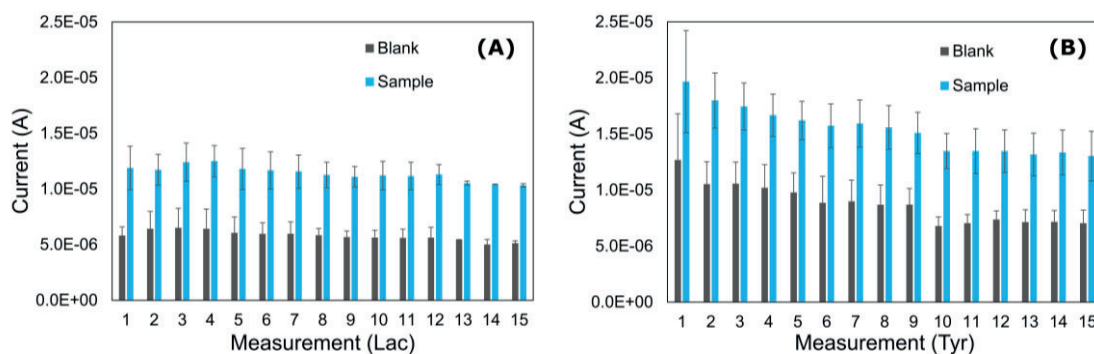 2.5E-05
2.0E-05
1.5E-05
1.0E-05
5.0E-06
0.0E+00
Current (A)
Blank
Sample
(A)
1 2 3 4 5 6 7 8 9 10 11 12 13 14 15
Measurement (Lac)
2.5E-05
2.0E-05
1.5E-05
1.0E-05
5.0E-06
0.0E+00
Current (A)
Blank
Sample
(B)
1 2 3 4 5 6 7 8 9 10 11 12 13 14 15
Measurement (Tyr)